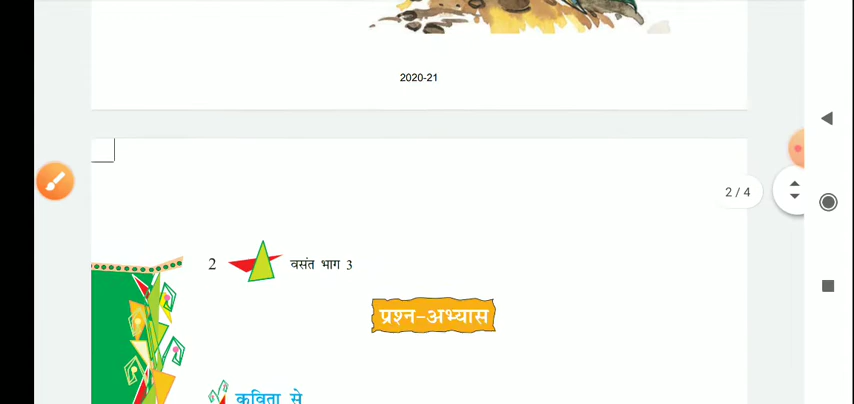 2020-21
2 / 4
2 वसंत भाग 3
प्रश्न-अभ्यास
कविता से